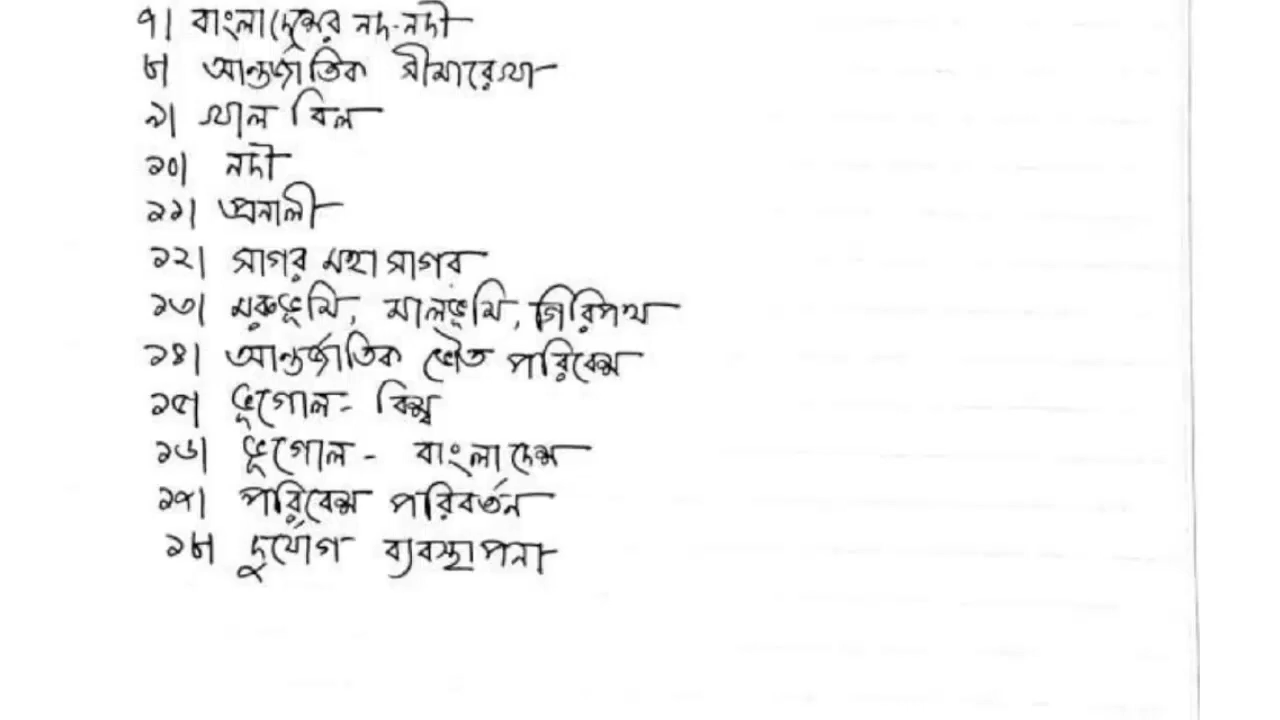 ৭। বাংলাদেশের নদ-নদী
৮। আন্তর্জাতিক সীমারেখা
৯। খাল বিল
১০। নদী
১১। প্রনালী
১২। সাগর মহাসাগর
১৩। মরুভূমি, মালভূমি, গিরিপথ
১৪। আন্তর্জাতিক ভৌত পরিবেশ
১৫। ভূগোল - বিশ্ব
১৬। ভূগোল - বাংলাদেশ
১৭। পরিবেশ পরিবর্তন
১৮। দুর্যোগ ব্যবস্থাপনা